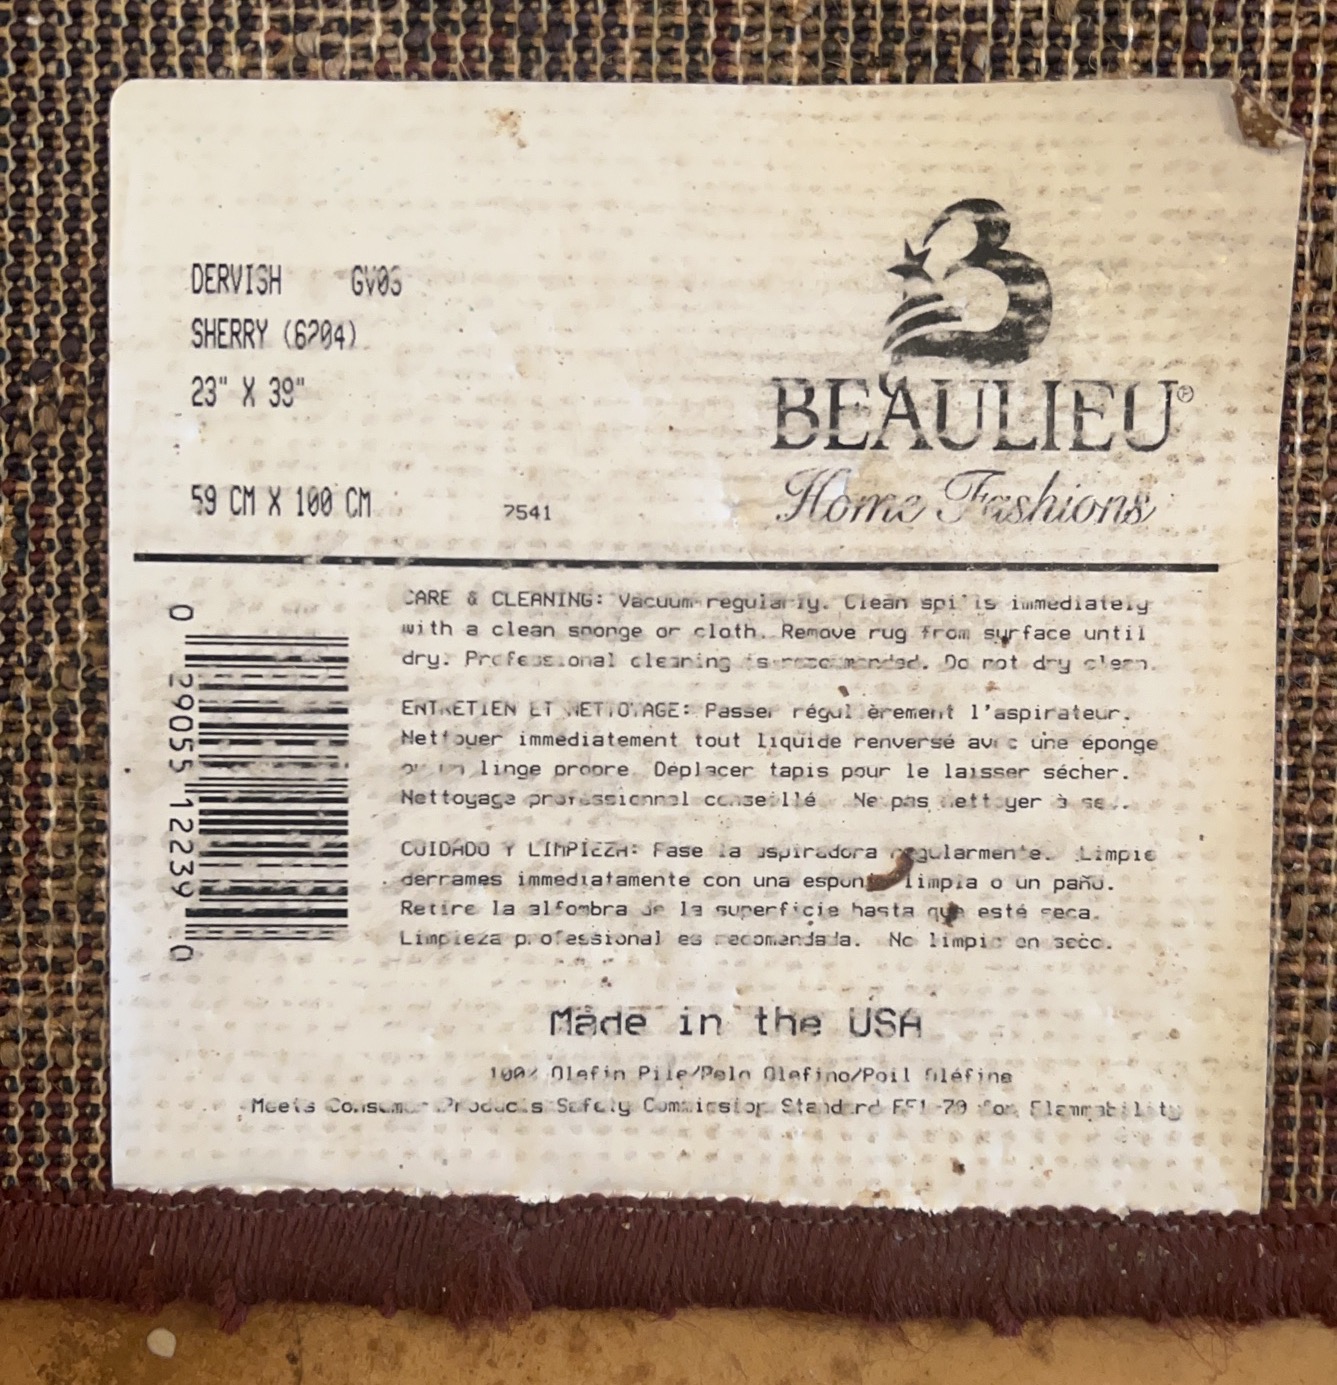 DERVISH GV03
SHERRY (6204)
23" X 39"
59 CM X 100 CM
7541
BEAULIEU®
Home Fashions
0 29055 12239 0
CARE & CLEANING: Vacuum regularly. Clean spills immediately
with a clean sponge or cloth. Remove rug from surface until
dry. Professional cleaning is recommended. Do not dry clean.
ENTRETIEN ET NETTOYAGE: Passer régulièrement l'aspirateur.
Nettouer immediatement tout liquide renversé avec une éponge
ou un linge propre. Déplacer tapis pour le laisser sécher.
Nettoyage professionnel conseillé. Ne pas nettoyer à
CUIDADO Y LIMPIEZA: Pase la aspiradora regularmente. Limpie
derrames immediatamente con una esponja limpia o un paño.
Retire la alfombra de la superficie hasta que esté seca.
Limpieza professional es recomendada. No limpie en seco.
Made in the USA
100% Olefin Pile/Pelo Olefino/Poil Oléfine
Meets Consumer Products Safety Commission Standard FF1-70 for Flammability